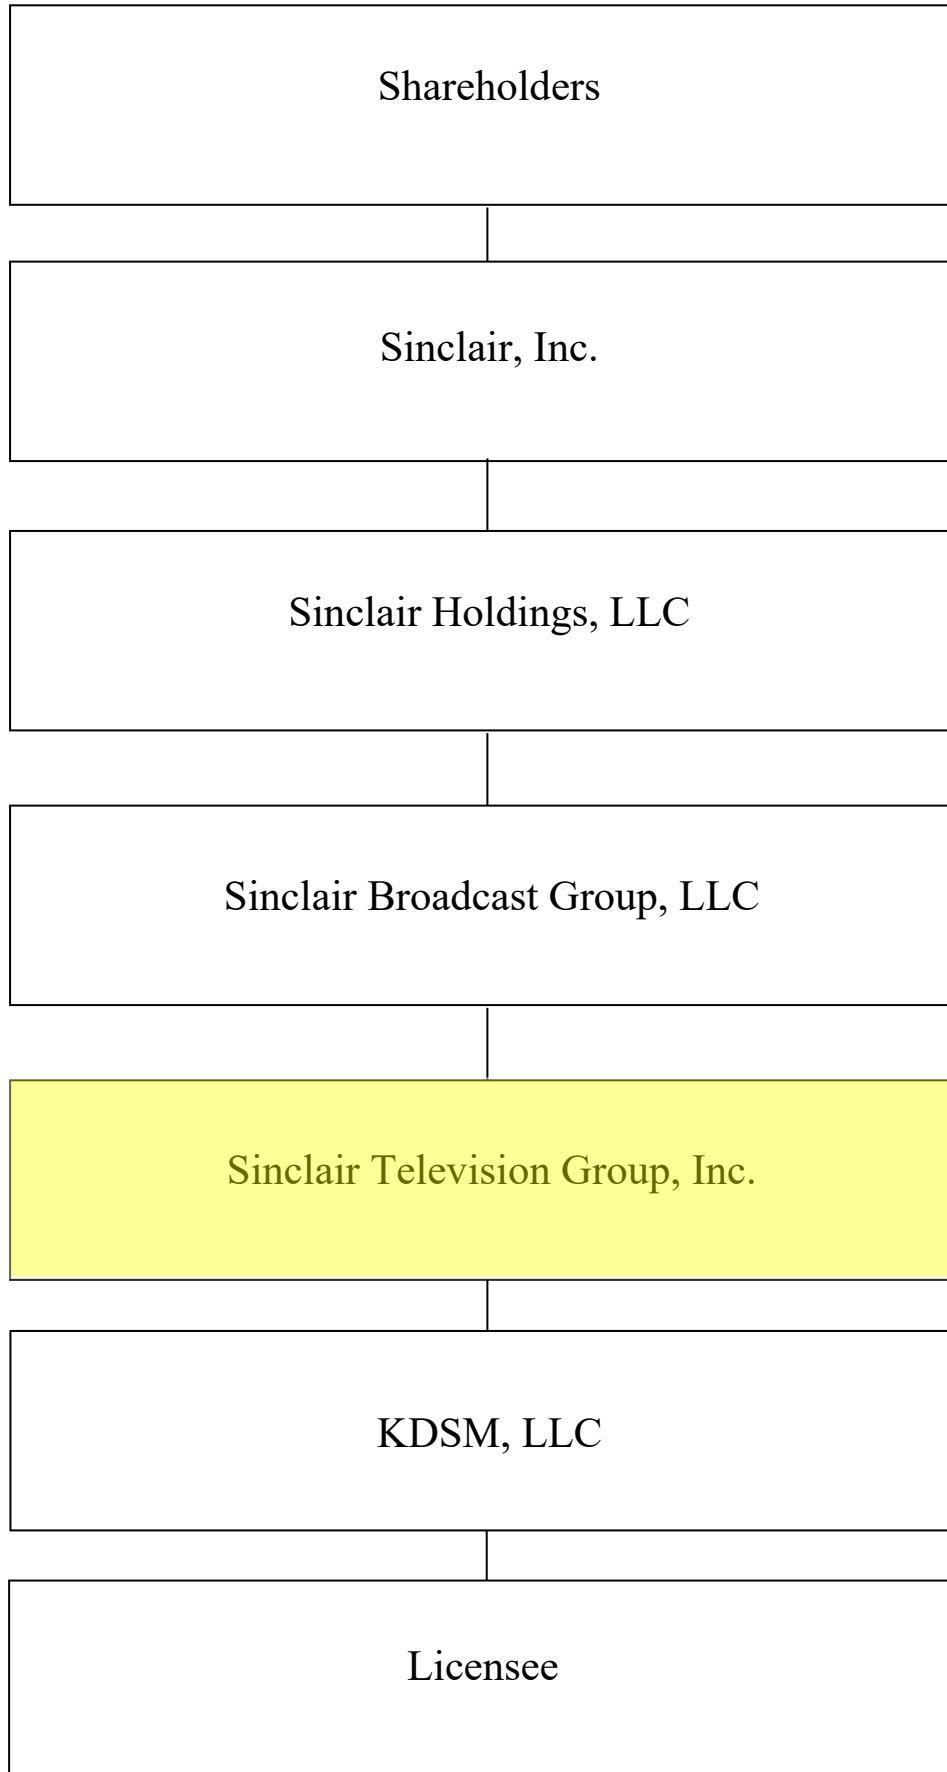 Shareholders
Sinclair, Inc.
Sinclair Holdings, LLC
Sinclair Broadcast Group, LLC
Sinclair Television Group, Inc.
KDSM, LLC
Licensee